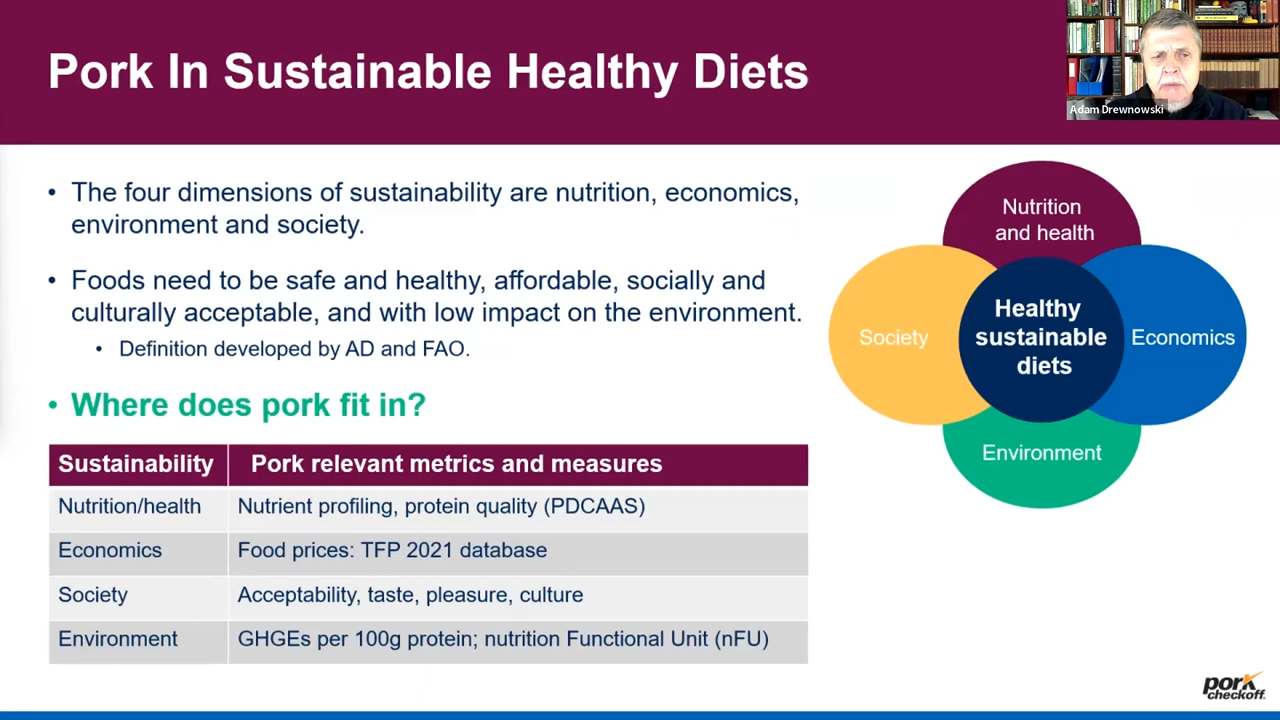 Pork In Sustainable Healthy Diets
Adam Drewnowski
• The four dimensions of sustainability are nutrition, economics,
environment and society.
• Foods need to be safe and healthy, affordable, socially and
culturally acceptable, and with low impact on the environment.
• Definition developed by AD and FAO.
• Where does pork fit in?
Sustainability Pork relevant metrics and measures
Nutrition/health Nutrient profiling, protein quality (PDCAAS)
Economics Food prices: TFP 2021 database
Society Acceptability, taste, pleasure, culture
Environment GHGEs per 100g protein; nutrition Functional Unit (nFU)
Nutrition
and health
Society
Healthy
sustainable
diets
Economics
Environment
pork
checkoff